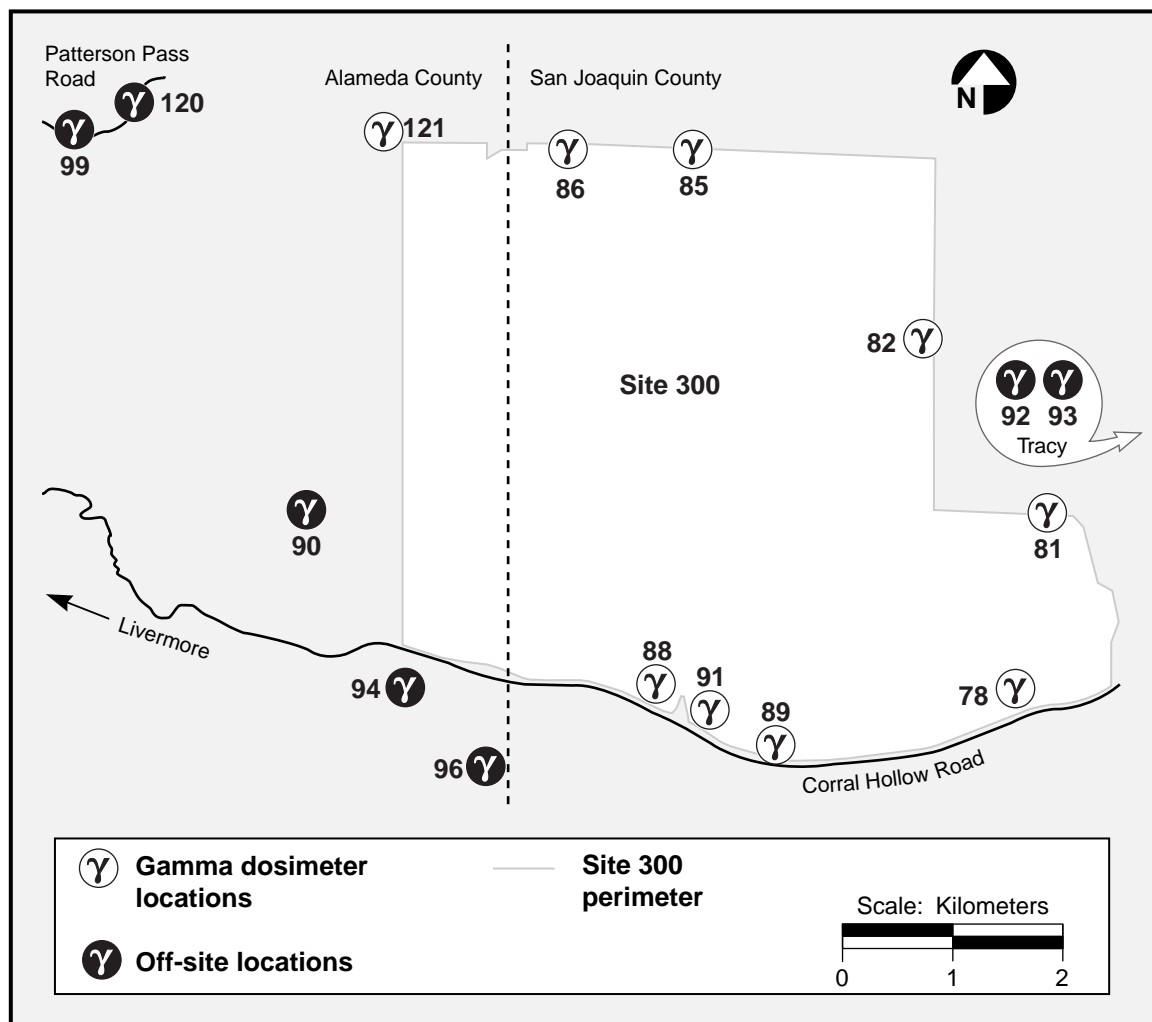 Patterson Pass
Road
120
99
Alameda County
San Joaquin County
N
121
86
85
82
Site 300
γ γ
92 93
Tracy
90
81
Livermore
88
91
94
78
89
96
Corral Hollow Road
γ Gamma dosimeter
locations
Site 300
perimeter
γ Off-site locations
Scale: Kilometers
0 1 2